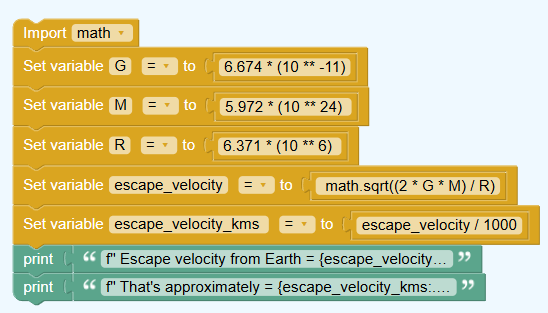 Import math
Set variable G = to 6.674 * (10 ** -11)
Set variable M = to 5.972 * (10 ** 24)
Set variable R = to 6.371 * (10 ** 6)
Set variable escape_velocity = to math.sqrt((2 * G * M) / R)
Set variable escape_velocity_kms = to escape_velocity / 1000
print “ f" Escape velocity from Earth = {escape_velocity... ”
print “ f" That's approximately = {escape_velocity_kms:.... ”